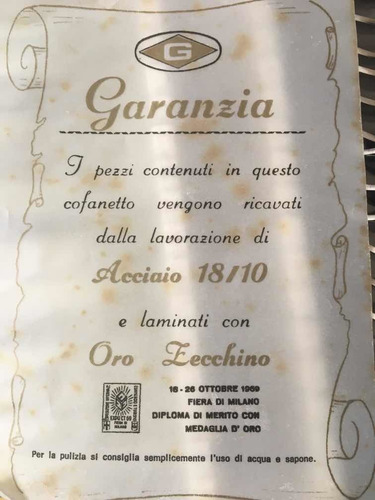 G
Garanzia
I pezzi contenuti in questo
cofanetto vengono ricavati
dalla lavorazione di
Acciaio 18/10
e laminati con
Oro Zecchino
16 - 26 OTTOBRE 1969
FIERA DI MILANO
DIPLOMA DI MERITO CON
MEDAGLIA D' ORO
Per la pulizia si consiglia semplicemente l'uso di acqua e sapone.